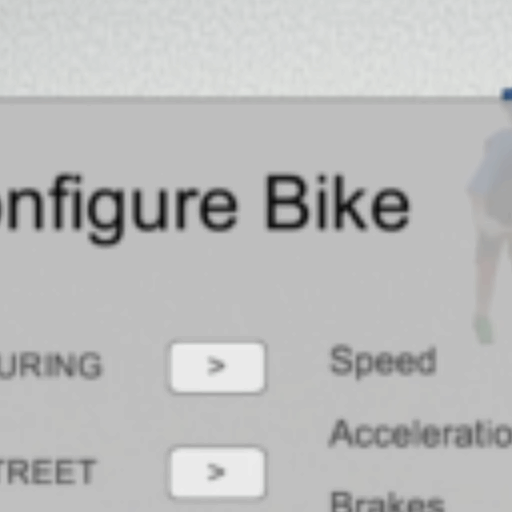 onfigure Bike
URING > Speed
Acceleratio
TREET >
Brakes